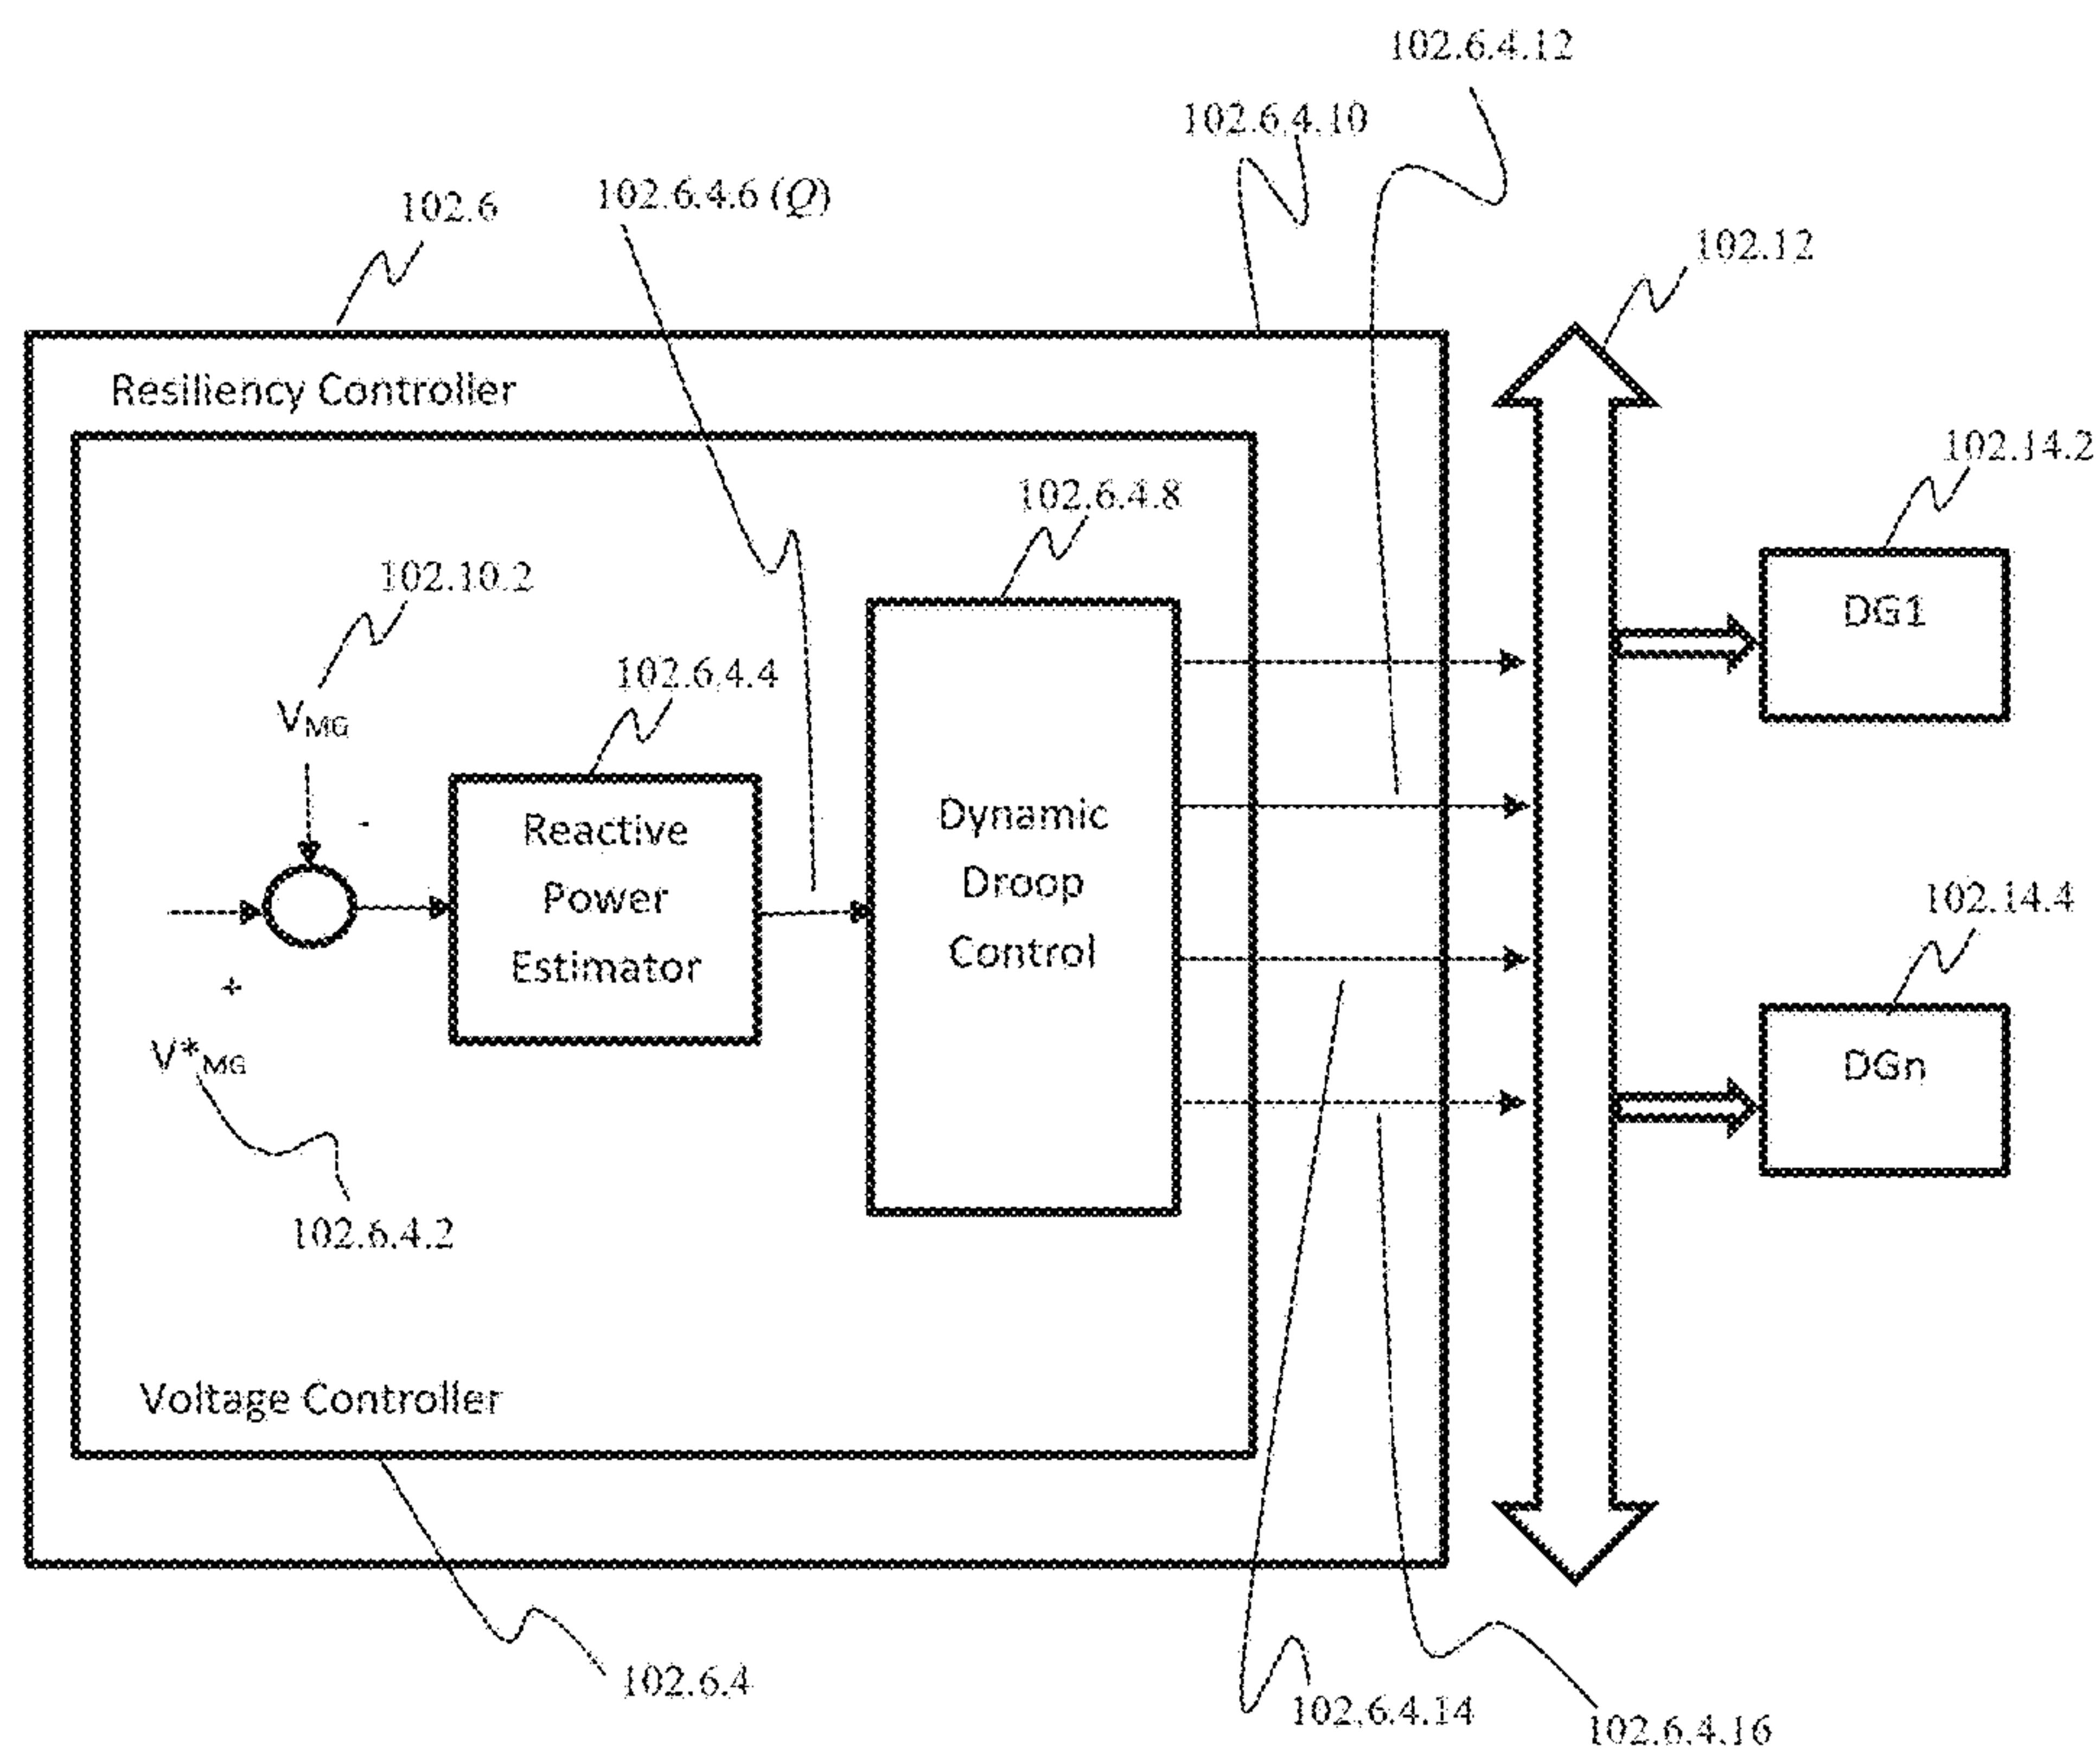 102.6.4.12
102.6.4.10
102.6.4.6 (Q)
102.6
102.12
Resiliency Controller
102.14.2
102.6.4.8
102.10.2
DG1
102.6.4.4
VMG
-
Reactive
Power
Estimator
Dynamic
Droop
Control
102.14.4
+
V*MG
DGn
102.6.4.2
Voltage Controller
102.6.4
102.6.4.14
102.6.4.16